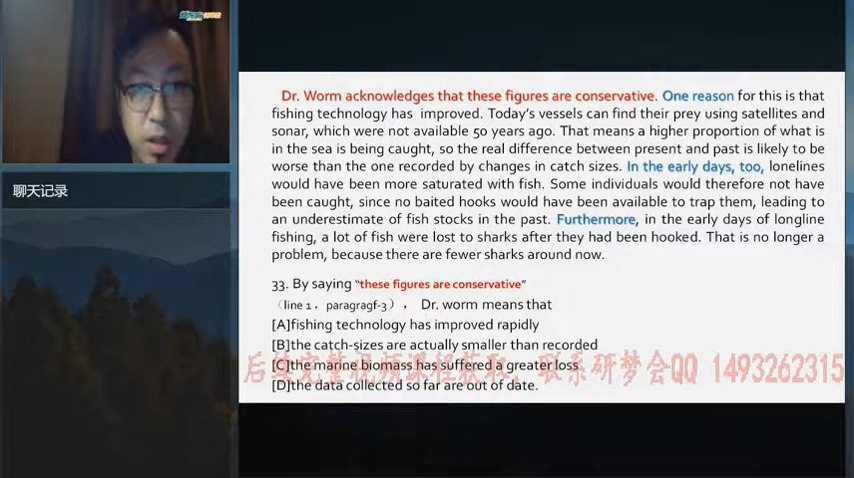 聊天记录
Dr. Worm acknowledges that these figures are conservative. One reason for this is that
fishing technology has improved. Today's vessels can find their prey using satellites and
sonar, which were not available 50 years ago. That means a higher proportion of what is
in the sea is being caught, so the real difference between present and past is likely to be
worse than the one recorded by changes in catch sizes. In the early days, too, lonelines
would have been more saturated with fish. Some individuals would therefore not have
been caught, since no baited hooks would have been available to trap them, leading to
an underestimate of fish stocks in the past. Furthermore, in the early days of longline
fishing, a lot of fish were lost to sharks after they had been hooked. That is no longer a
problem, because there are fewer sharks around now.
33. By saying “these figures are conservative”
（line 1，paragragf-3），Dr. worm means that
[A]fishing technology has improved rapidly
[B]the catch-sizes are actually smaller than recorded
[C]the marine biomass has suffered a greater loss
[D]the data collected so far are out of date.
后续完整视频课程获取，联系研梦会QQ 1493262315